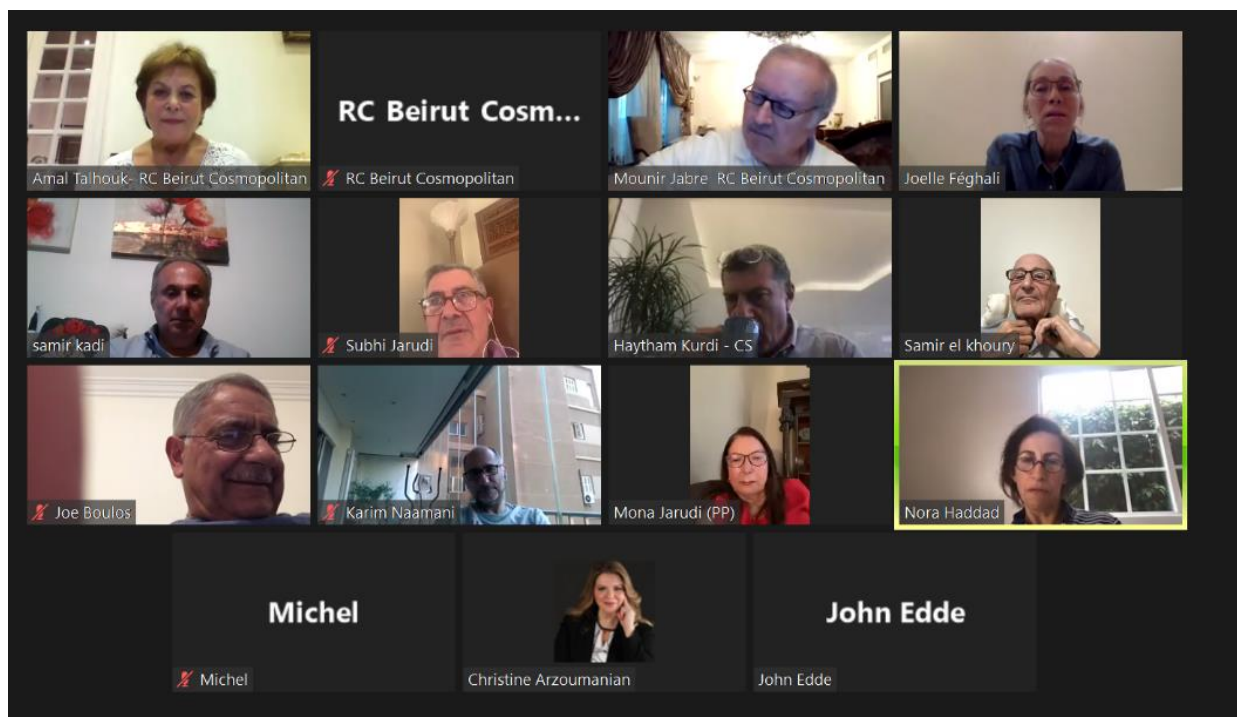 Amal Talhouk- RC Beirut Cosmopolitan
RC Beirut Cosm...
RC Beirut Cosmopolitan
Mounir Jabre RC Beirut Cosmopolitan
Joelle Féghali
samir kadi
Subhi Jarudi
Haytham Kurdi - CS
Samir el khoury
Joe Boulos
Karim Naamani
Mona Jarudi (PP)
Nora Haddad
Michel
Michel
Christine Arzoumanian
John Edde
John Edde